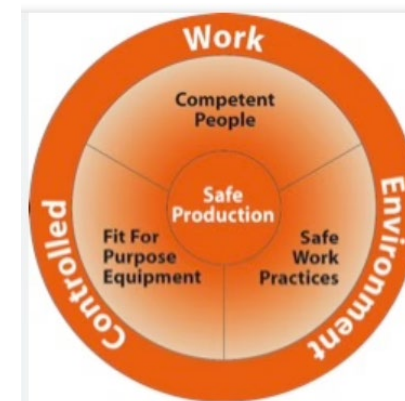 Work
Competent
People
Safe
Production
Fit For
Purpose
Equipment
Safe
Work
Practices
Controlled
Environment